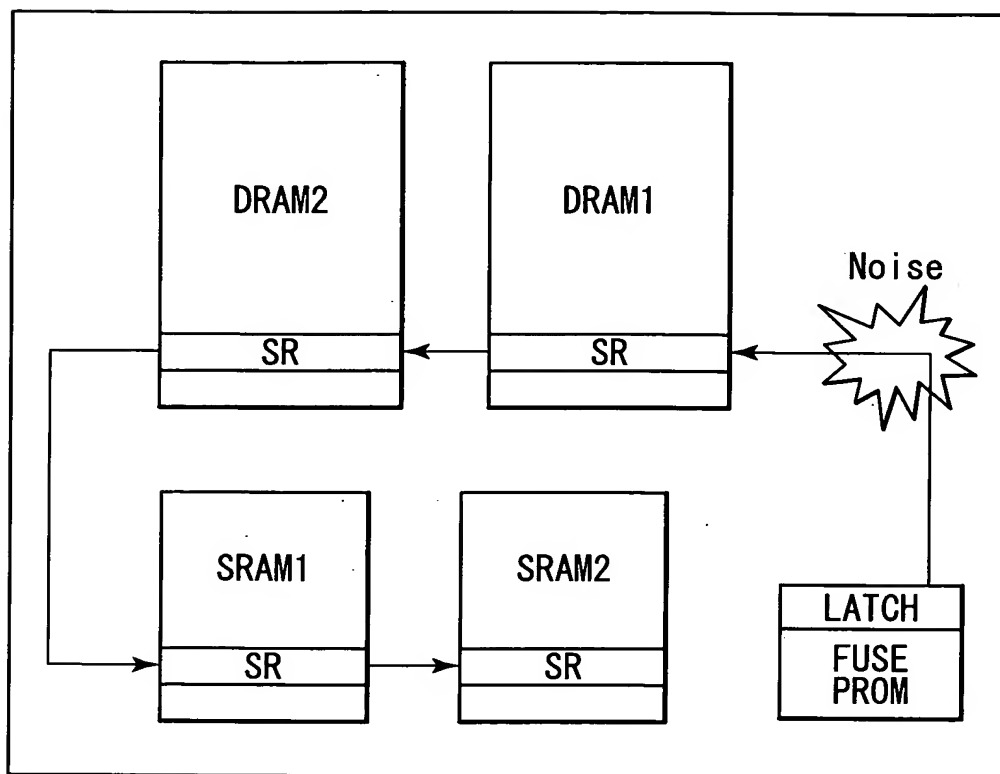 DRAM2
DRAM1
Noise
SR
SR
SRAM1
SRAM2
LATCH
SR
SR
FUSE
PROM